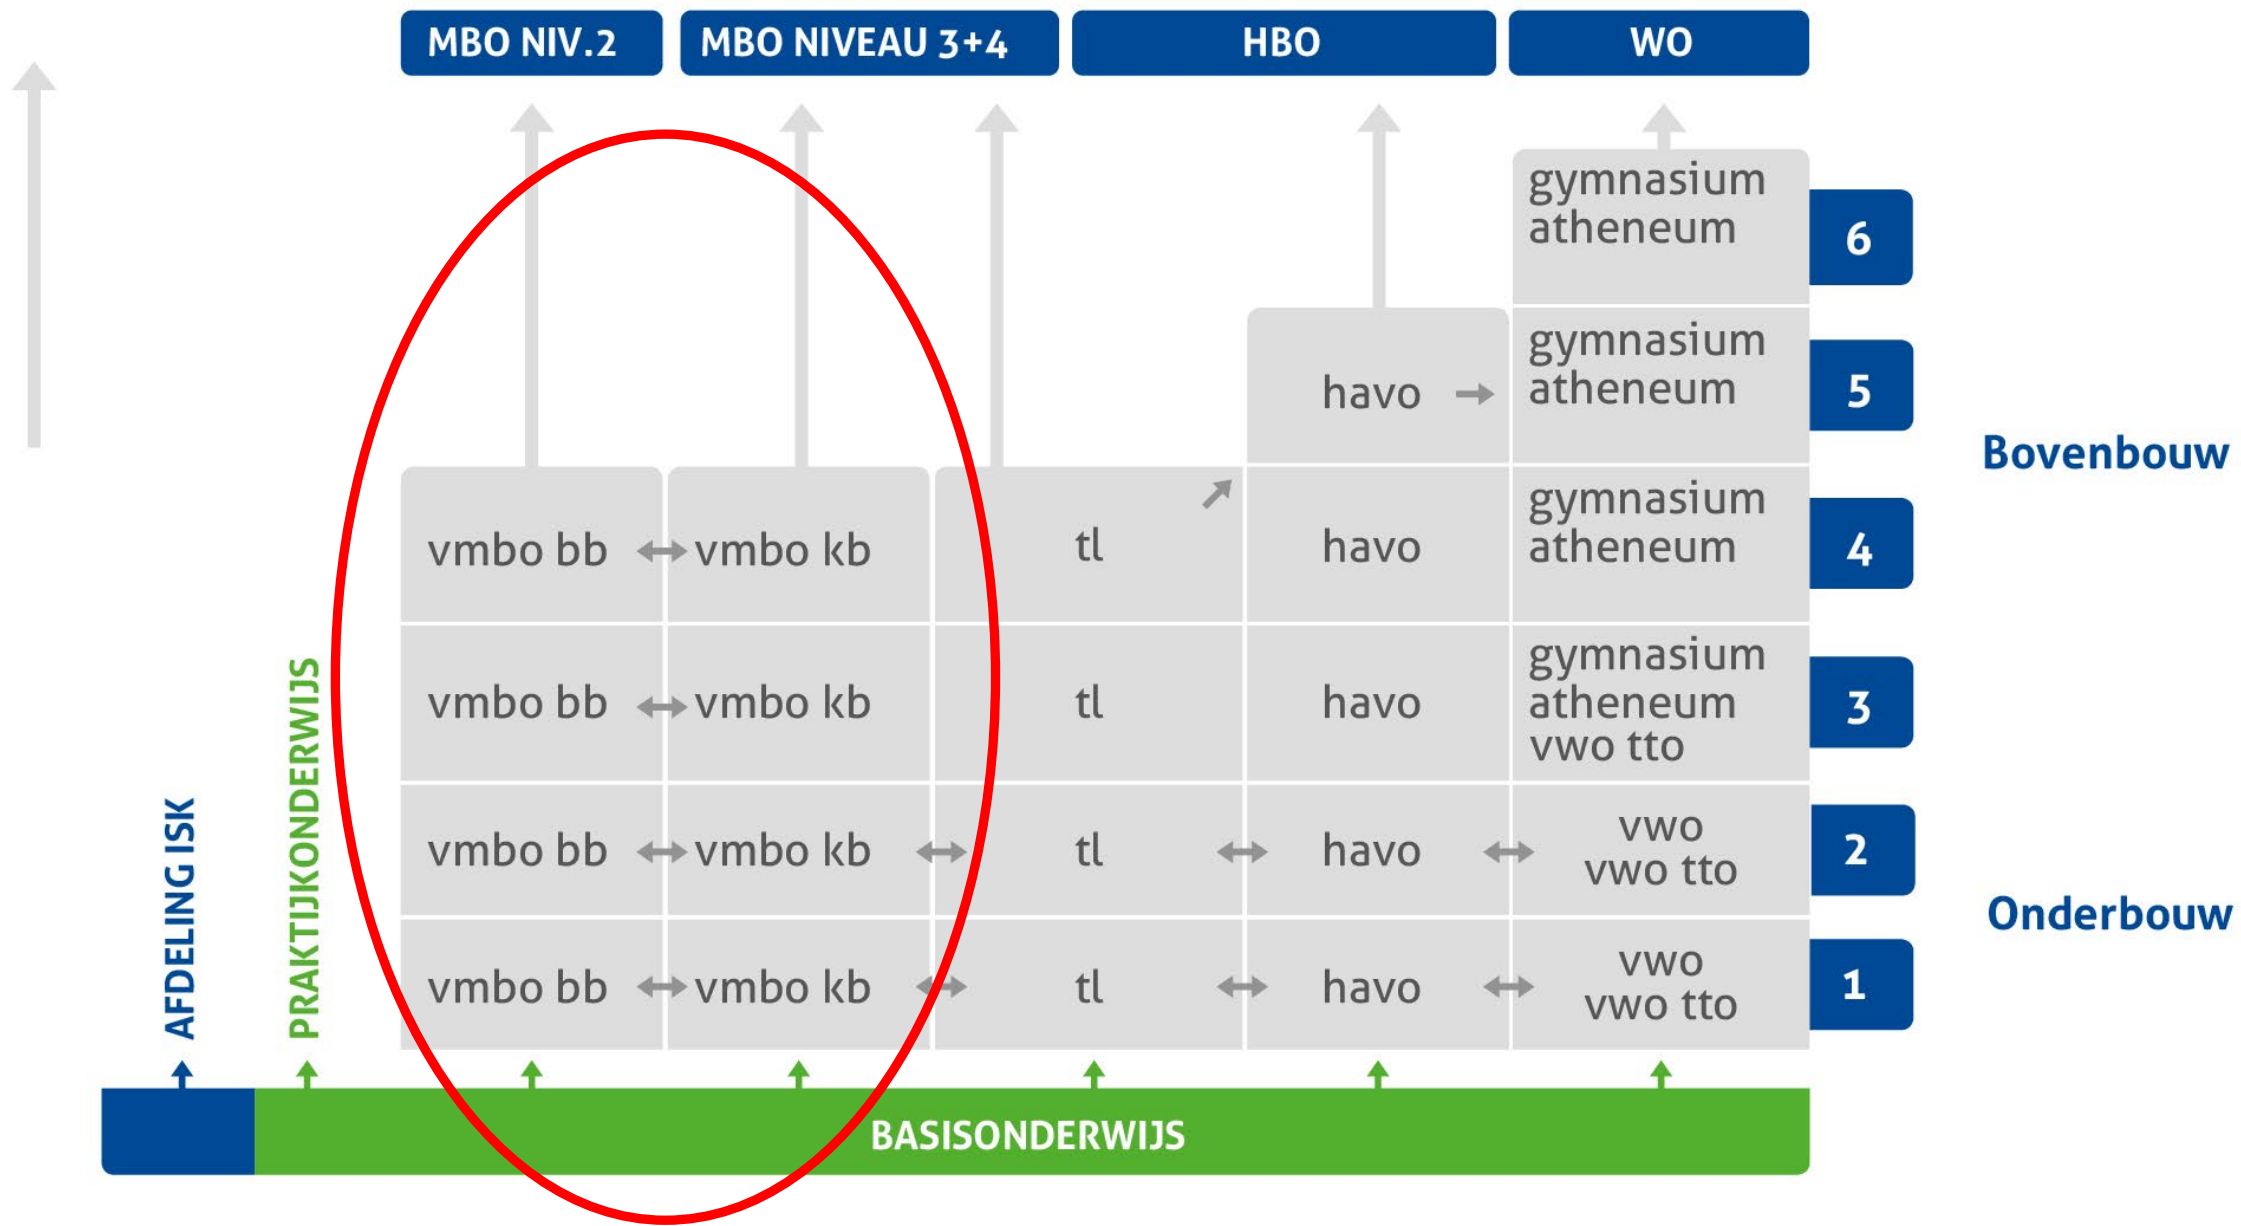 MBO NIV.2
MBO NIVEAU 3+4
HBO
WO
gymnasium
atheneum
6
havo
gymnasium
atheneum
5
Bovenbouw
vmbo bb
vmbo kb
tl
havo
gymnasium
atheneum
4
vmbo bb
vmbo kb
tl
havo
gymnasium
atheneum
vwo tto
3
vmbo bb
vmbo kb
tl
havo
vwo
vwo tto
2
Onderbouw
vmbo bb
vmbo kb
tl
havo
vwo
vwo tto
1
AFDELING ISK
PRAKTIJKONDERWIJS
BASISONDERWIJS